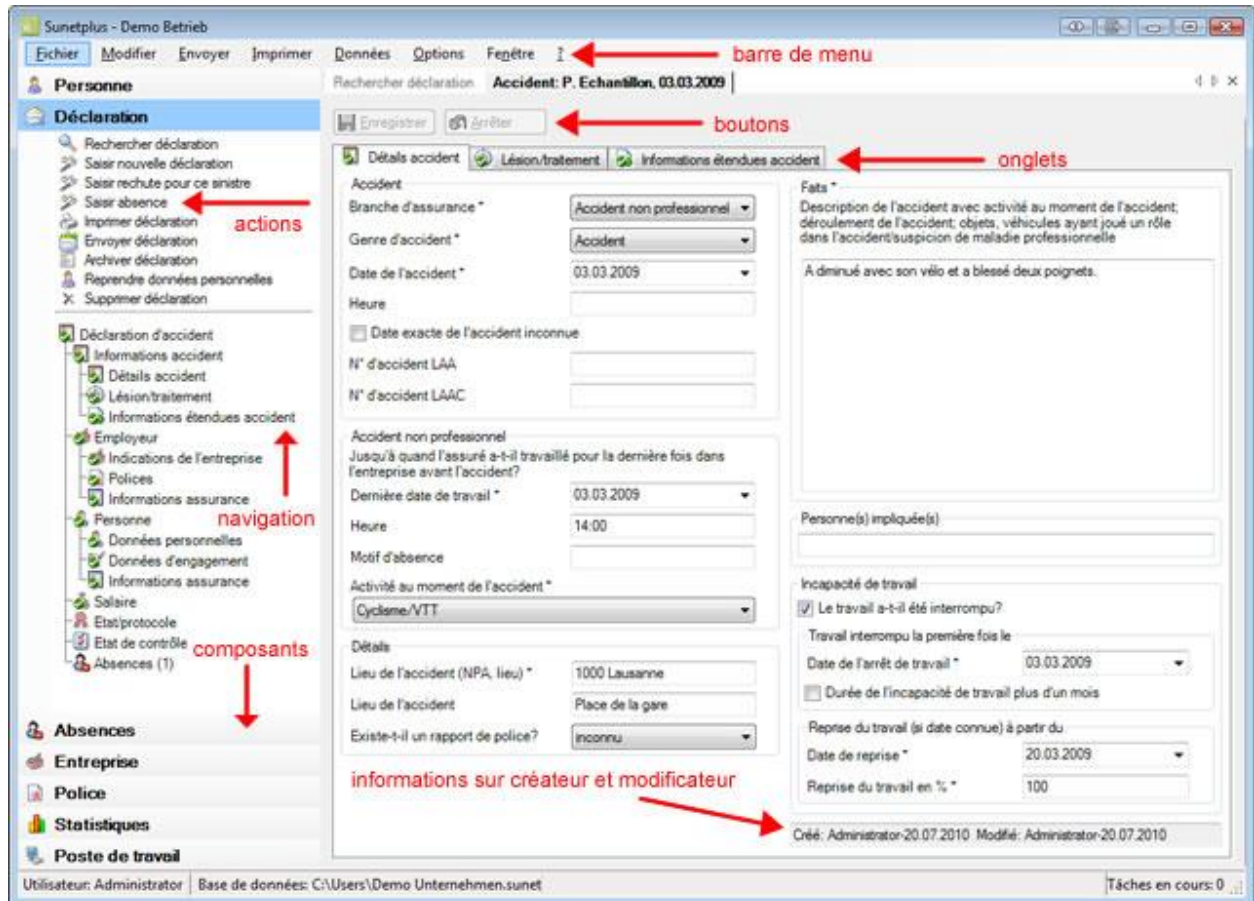 Sunetplus - Demo Betrieb
Fichier Modifier Envoyer Imprimer Données Options Fenêtre ? barre de menu
Personne
Déclaration
Rechercher déclaration
Saisir nouvelle déclaration
Saisir rechute pour ce sinistre
Saisir absence
Imprimer déclaration
Envoyer déclaration
Archiver déclaration
Reprendre données personnelles
Supprimer déclaration
actions
Déclaration d'accident
Informations accident
Détails accident
Lésion/traitement
Informations étendues accident
Employeur
Indications de l'entreprise
Polices
Informations assurance
navigation
Personne
Données personnelles
Données d'engagement
Informations assurance
Salaire
Etat/protocole
Etat de contrôle
Absences (1)
composants
Absences
Entreprise
Police
Statistiques
Poste de travail
Rechercher déclaration Accident: P. Echantillon, 03.03.2009
Enregistrer Arrêter boutons
Détails accident Lésion/traitement Informations étendues accident onglets
Accident
Branche d'assurance * Accident non professionnel
Genre d'accident * Accident
Date de l'accident * 03.03.2009
Heure
Date exacte de l'accident inconnue
N° d'accident LAA
N° d'accident LAAC
Accident non professionnel
Jusqu'à quand l'assuré a-t-il travaillé pour la dernière fois dans
l'entreprise avant l'accident?
Dernière date de travail * 03.03.2009
Heure 14:00
Motif d'absence
Activité au moment de l'accident *
Cyclisme/VTT
Détails
Lieu de l'accident (NPA, lieu) * 1000 Lausanne
Lieu de l'accident Place de la gare
Existe-t-il un rapport de police? inconnu
informations sur créateur et modificateur
Faits *
Description de l'accident avec activité au moment de l'accident;
déroulement de l'accident; objets, véhicules ayant joué un rôle
dans l'accident/suspicion de maladie professionnelle
A diminué avec son vélo et a blessé deux poignets.
Personne(s) impliquée(s)
Incapacité de travail
Le travail a-t-il été interrompu?
Travail interrompu la première fois le
Date de l'arrêt de travail * 03.03.2009
Durée de l'incapacité de travail plus d'un mois
Reprise du travail (si date connue) à partir du
Date de reprise * 20.03.2009
Reprise du travail en % * 100
Créé: Administrator-20.07.2010 Modifié: Administrator-20.07.2010
Utilisateur: Administrator Base de données: C:\Users\Demo Unternehmen.sunet Tâches en cours: 0